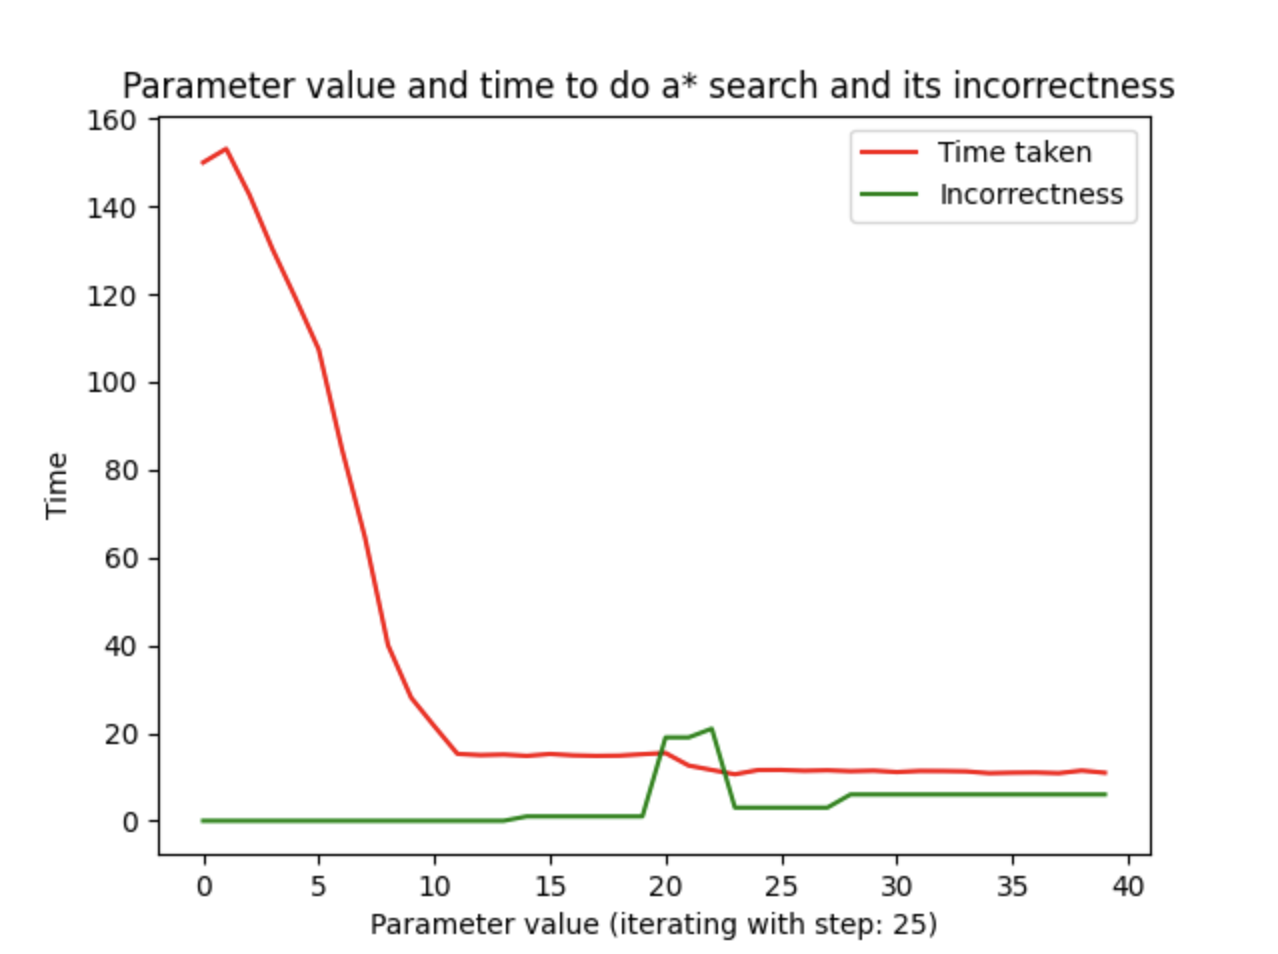 Parameter value and time to do a* search and its incorrectness
160
140
120
100
80
60
40
20
0
Time
Time taken
Incorrectness
0 5 10 15 20 25 30 35 40
Parameter value (iterating with step: 25)